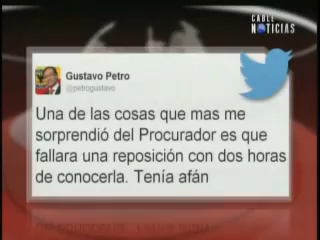 CABLE
NOTICIAS
Gustavo Petro
@petrogustavo
Una de las cosas que mas me
sorprendió del Procurador es que
fallara una reposición con dos horas
de conocerla. Tenía afán